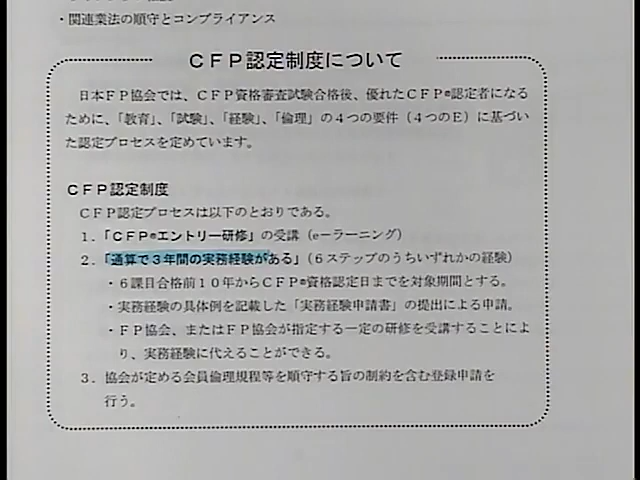 ・関連業法の順守とコンプライアンス
ＣＦＰ認定制度について
日本ＦＰ協会では、ＣＦＰ資格審査試験合格後、優れたＣＦＰ®認定者になる
ために、「教育」、「試験」、「経験」、「倫理」の４つの要件（４つのＥ）に基づい
た認定プロセスを定めています。
ＣＦＰ認定制度
ＣＦＰ認定プロセスは以下のとおりである。
１．「ＣＦＰ®エントリー研修」の受講（e－ラーニング）
２．「通算で３年間の実務経験がある」（６ステップのうちいずれかの経験）
・６課目合格前１０年からＣＦＰ®資格認定日までを対象期間とする。
・実務経験の具体例を記載した「実務経験申請書」の提出による申請。
・ＦＰ協会、またはＦＰ協会が指定する一定の研修を受講することによ
り、実務経験に代えることができる。
３．協会が定める会員倫理規程等を順守する旨の制約を含む登録申請を
行う。